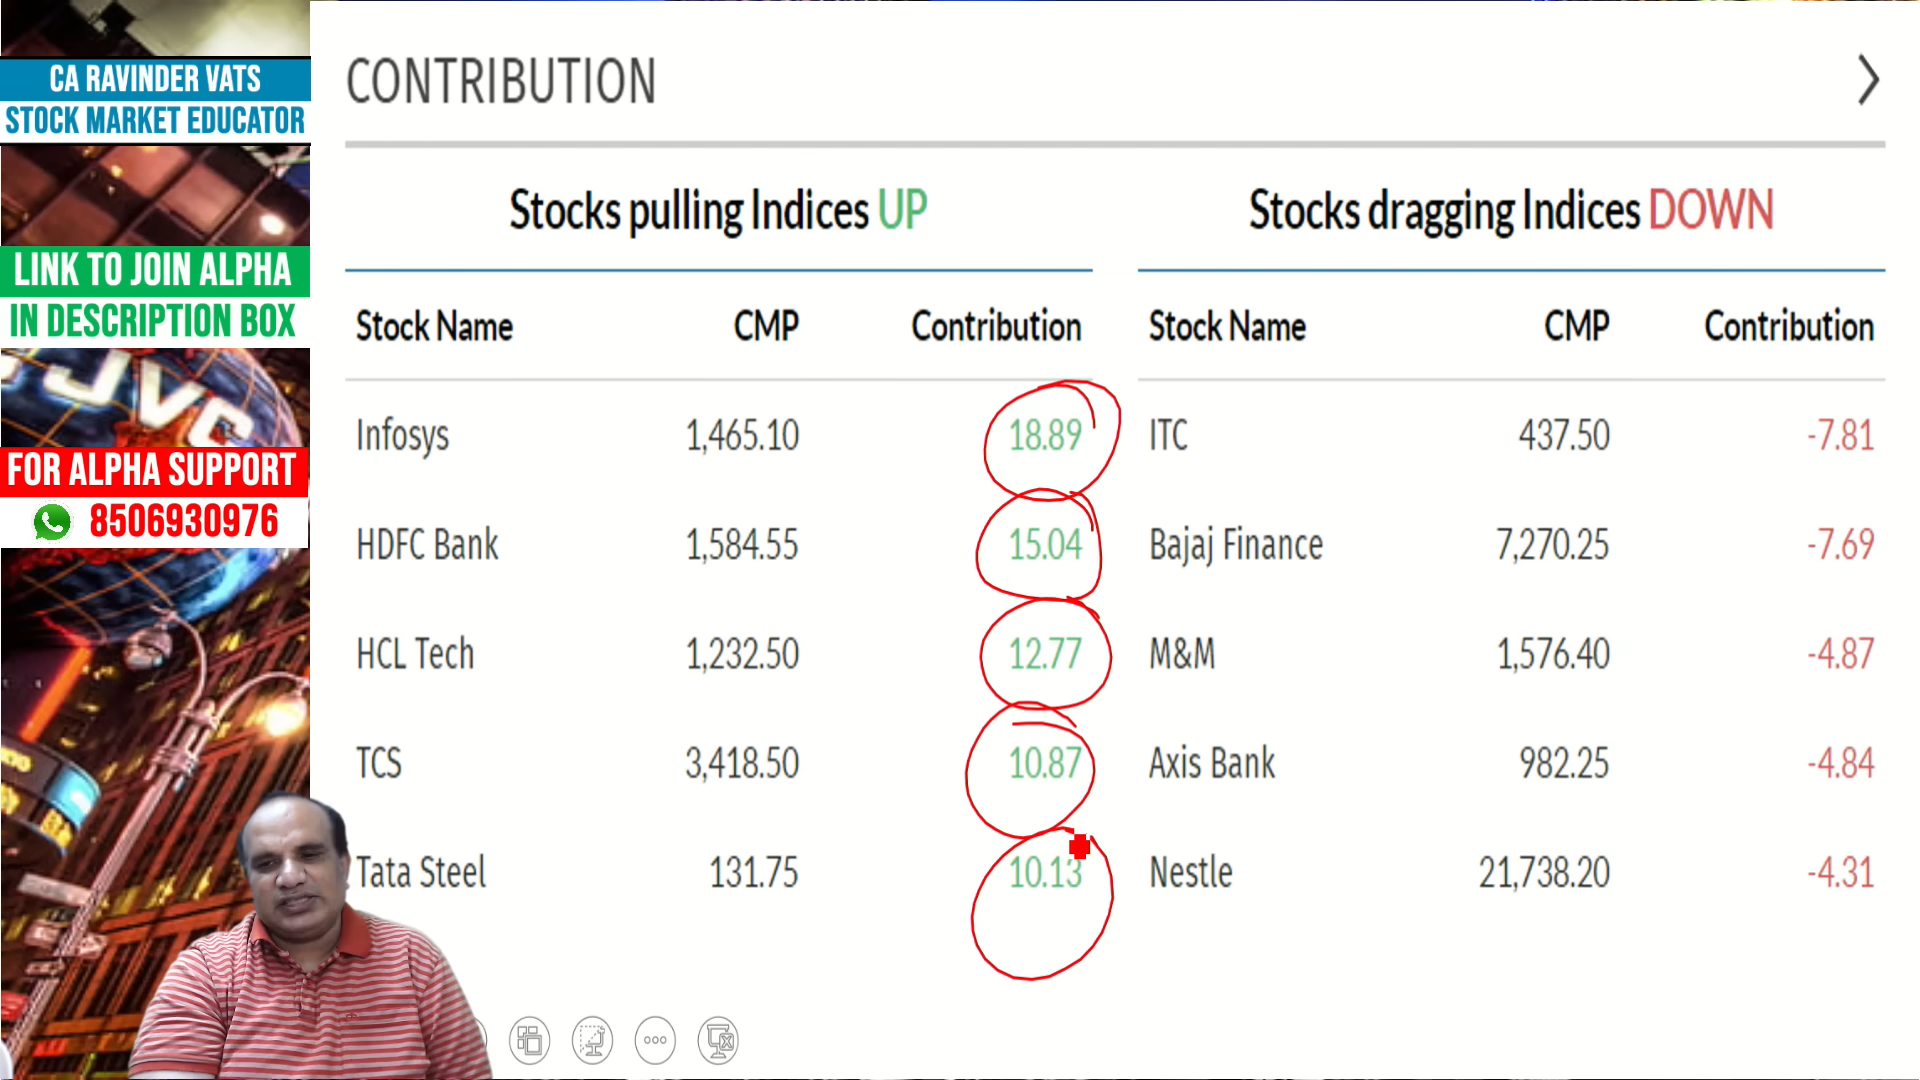 CA RAVINDER VATS
STOCK MARKET EDUCATOR
LINK TO JOIN ALPHA
IN DESCRIPTION BOX
JVC
FOR ALPHA SUPPORT
8506930976
CONTRIBUTION
Stocks pulling Indices UP
Stock Name CMP Contribution
Infosys 1,465.10 18.89
HDFC Bank 1,584.55 15.04
HCL Tech 1,232.50 12.77
TCS 3,418.50 10.87
Tata Steel 131.75 10.13
Stocks dragging Indices DOWN
Stock Name CMP Contribution
ITC 437.50 -7.81
Bajaj Finance 7,270.25 -7.69
M&M 1,576.40 -4.87
Axis Bank 982.25 -4.84
Nestle 21,738.20 -4.31